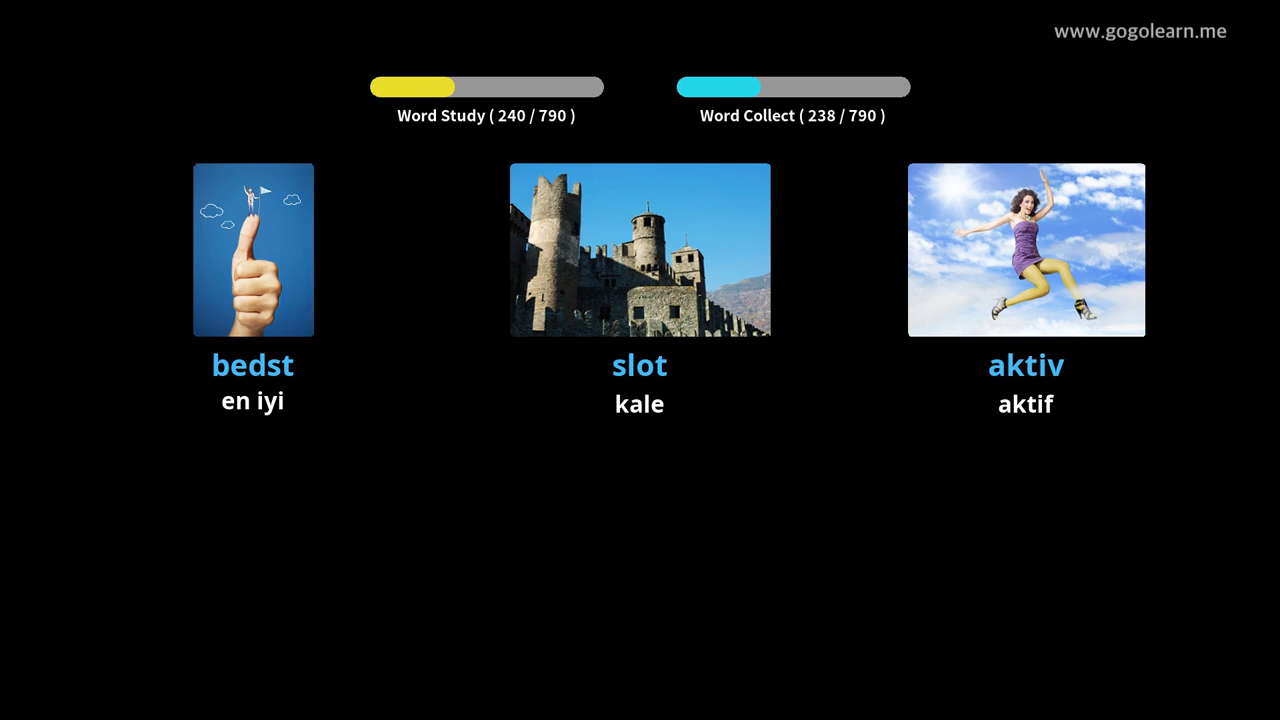 www.gogolearn.me
Word Study ( 240 / 790 )
Word Collect ( 238 / 790 )
bedst
en iyi
slot
kale
aktiv
aktif